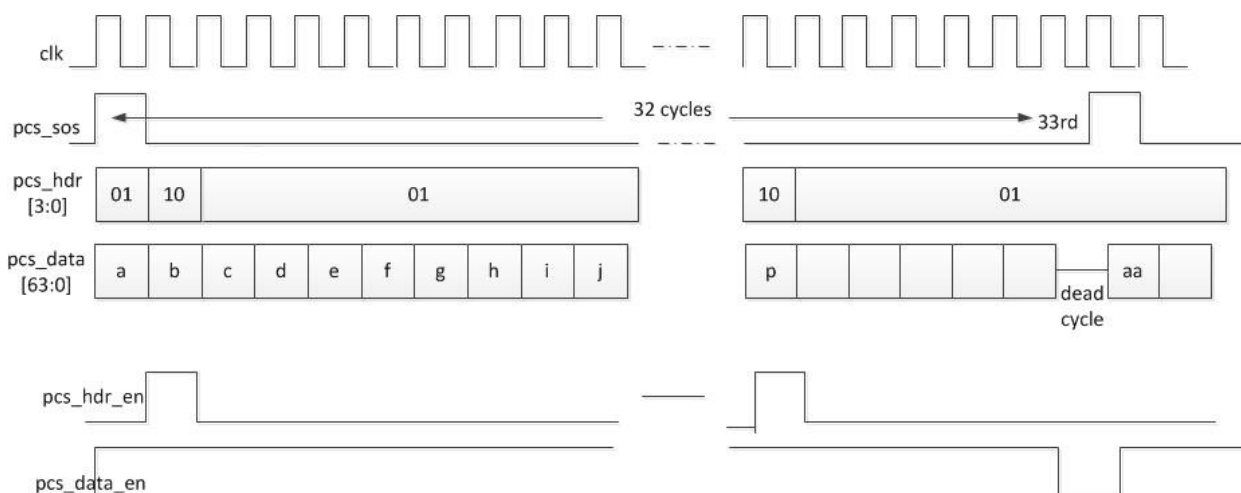 clk
pcs_sos
32 cycles
33rd
pcs_hdr
[3:0]
01 10 01 10 01
pcs_data
[63:0]
a b c d e f g h i j p aa
dead
cycle
pcs_hdr_en
pcs_data_en